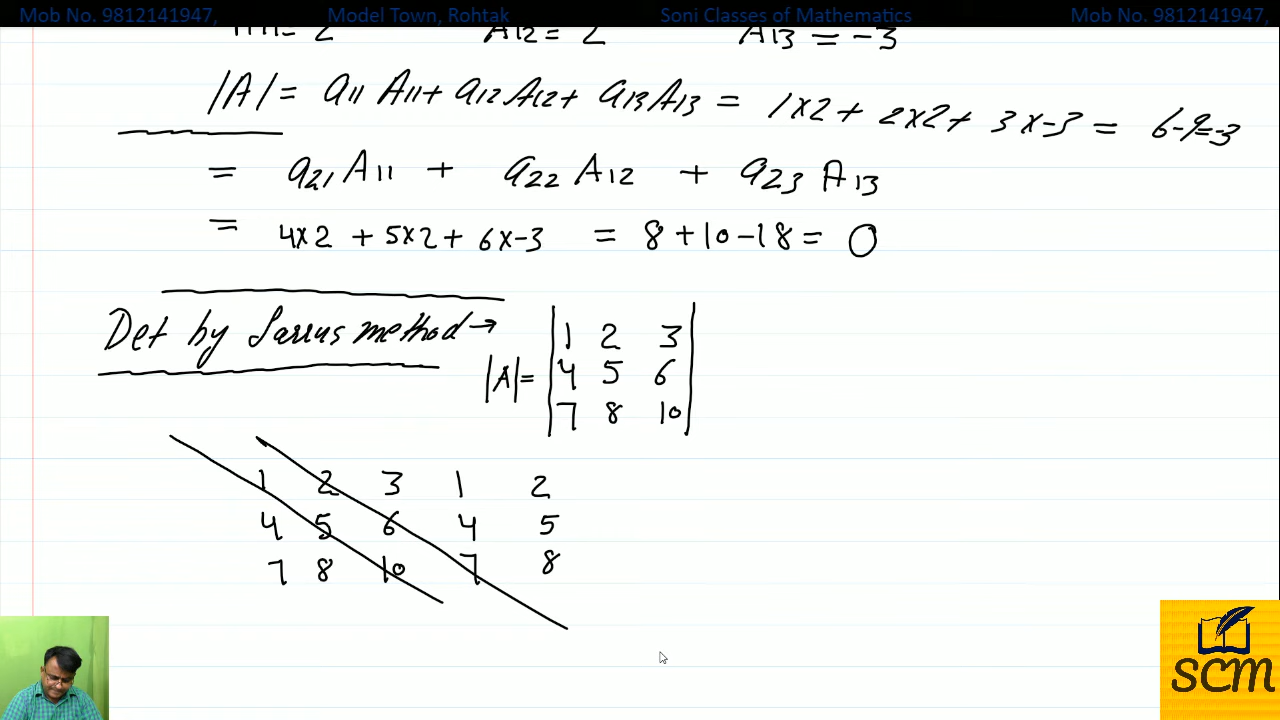 Mob No. 9812141947, Model Town, Rohtak Soni Classes of Mathematics Mob No. 9812141947,
A11 = 2 A12 = 2 A13 = -3
|A| = a11 A11 + a12 A12 + a13 A13 = 1×2 + 2×2 + 3×-3 = 6-9=-3
= a21 A11 + a22 A12 + a23 A13
= 4×2 + 5×2 + 6×-3 = 8+10-18 = 0
Det by Sarrus method →
|A| =
1 2 3
4 5 6
7 8 10
1 2 3 1 2
4 5 6 4 5
7 8 10 7 8
SCM